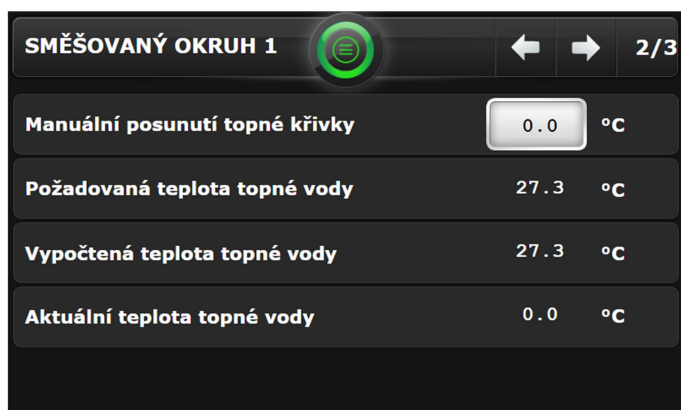 SMĚŠOVANÝ OKRUH 1 2/3
Manuální posunutí topné křivky 0.0 °C
Požadovaná teplota topné vody 27.3 °C
Vypočtená teplota topné vody 27.3 °C
Aktuální teplota topné vody 0.0 °C